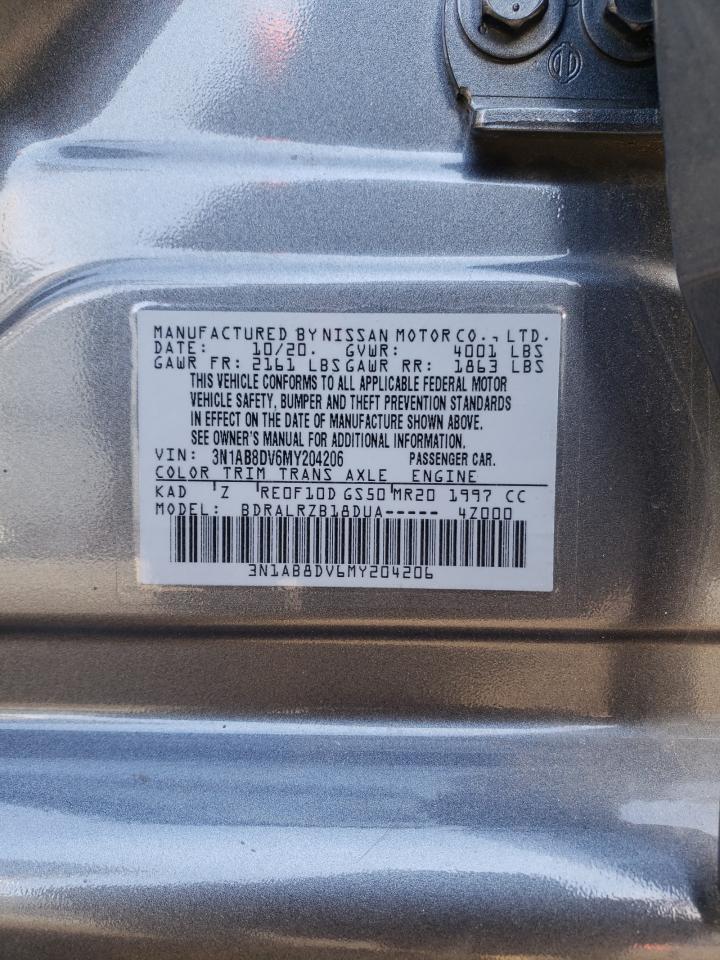 MANUFACTURED BY NISSAN MOTOR CO., LTD.
DATE: 10/20. GVWR: 4001 LBS
GAWR FR: 2161 LBS GAWR RR: 1863 LBS
THIS VEHICLE CONFORMS TO ALL APPLICABLE FEDERAL MOTOR
VEHICLE SAFETY, BUMPER AND THEFT PREVENTION STANDARDS
IN EFFECT ON THE DATE OF MANUFACTURE SHOWN ABOVE.
SEE OWNER'S MANUAL FOR ADDITIONAL INFORMATION.
VIN: 3N1AB8DV6MY204206 PASSENGER CAR.
COLOR TRIM TRANS AXLE ENGINE
KAD 'Z RE0F10D GS50 MR20 1997 CC
MODEL: BDRALRZB18DUA----- 4Z000
3N1AB8DV6MY204206